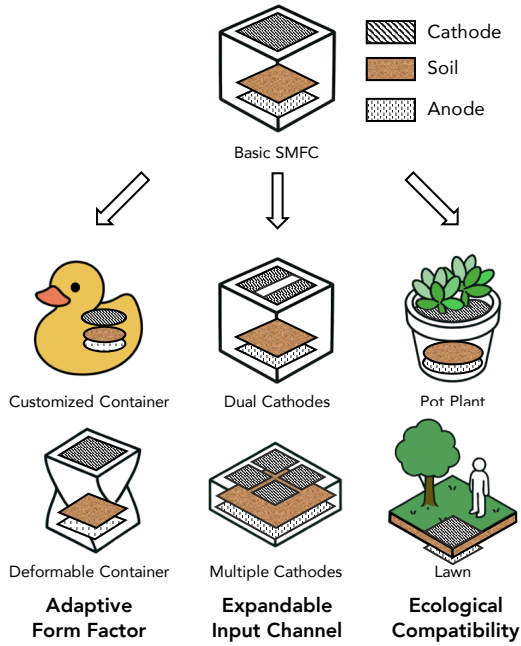 Cathode
Soil
Anode
Basic SMFC
Customized Container
Dual Cathodes
Pot Plant
Deformable Container
Multiple Cathodes
Lawn
Adaptive
Form Factor
Expandable
Input Channel
Ecological
Compatibility